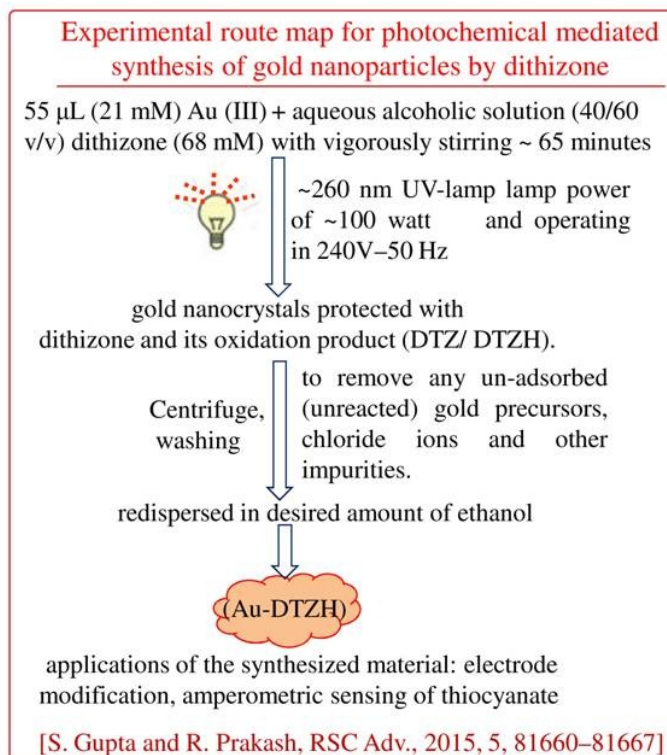 Experimental route map for photochemical mediated
synthesis of gold nanoparticles by dithizone
55 μL (21 mM) Au (III) + aqueous alcoholic solution (40/60
v/v) dithizone (68 mM) with vigorously stirring ~ 65 minutes
~260 nm UV-lamp lamp power
of ~100 watt and operating
in 240V–50 Hz
gold nanocrystals protected with
dithizone and its oxidation product (DTZ/ DTZH).
Centrifuge,
washing
to remove any un-adsorbed
(unreacted) gold precursors,
chloride ions and other
impurities.
redispersed in desired amount of ethanol
(Au-DTZH)
applications of the synthesized material: electrode
modification, amperometric sensing of thiocyanate
[S. Gupta and R. Prakash, RSC Adv., 2015, 5, 81660–81667]